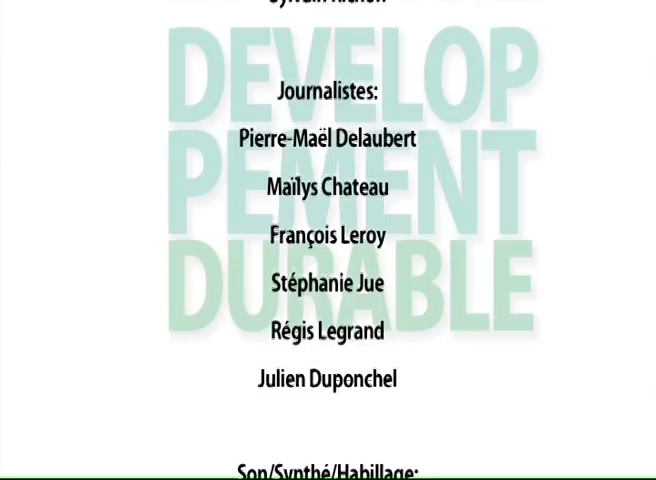 DEVELOP
PEMENT
DURABLE
Journalistes:
Pierre-Maël Delaubert
Maïlys Chateau
François Leroy
Stéphanie Jue
Régis Legrand
Julien Duponchel
Son/Synthé/Habillage: